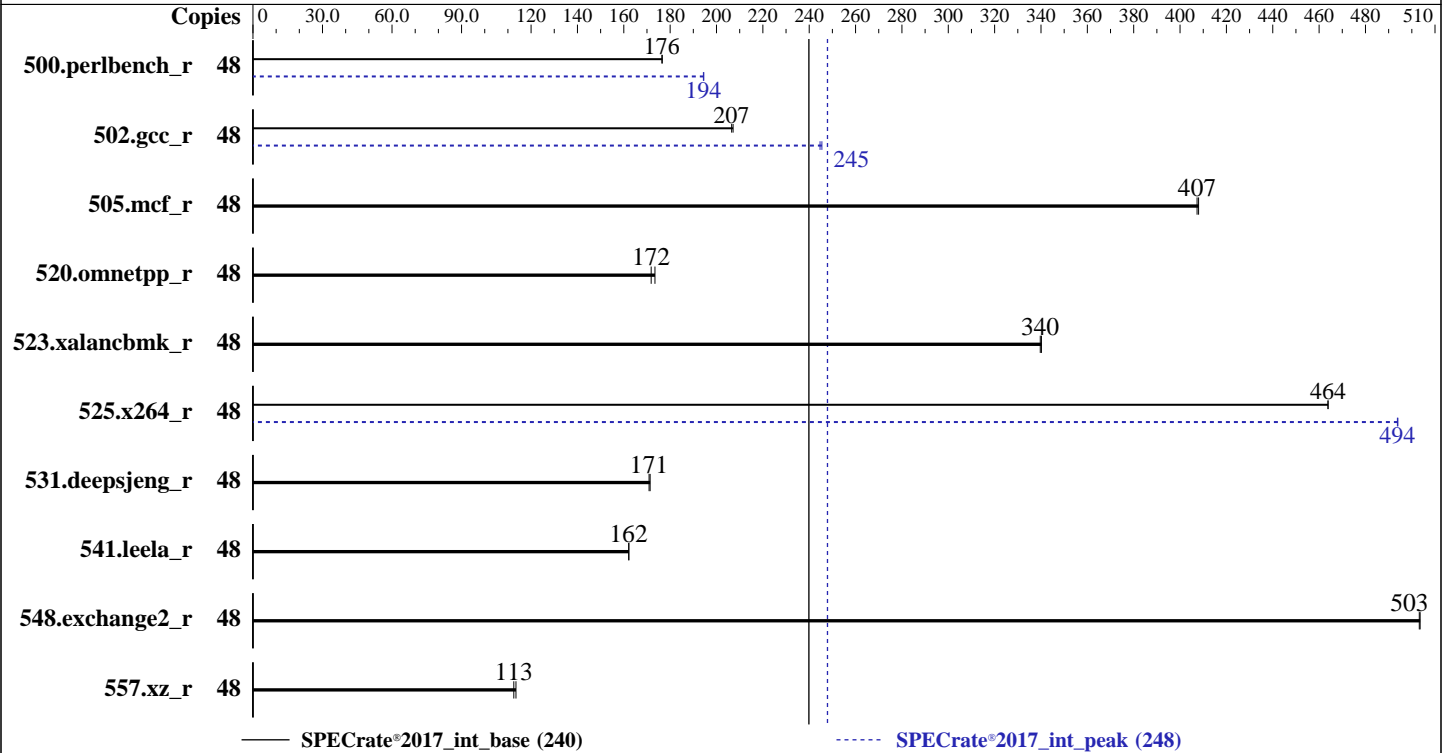 Copies 0 30.0 60.0 90.0 120 140 160 180 200 220 240 260 280 300 320 340 360 380 400 420 440 460 480 510
176
500.perlbench_r 48
194
207
502.gcc_r 48
245
407
505.mcf_r 48
172
520.omnetpp_r 48
340
523.xalancbmk_r 48
464
525.x264_r 48
494
171
531.deepsjeng_r 48
162
541.leela_r 48
503
548.exchange2_r 48
113
557.xz_r 48
SPECrate®2017_int_base (240) SPECrate®2017_int_peak (248)